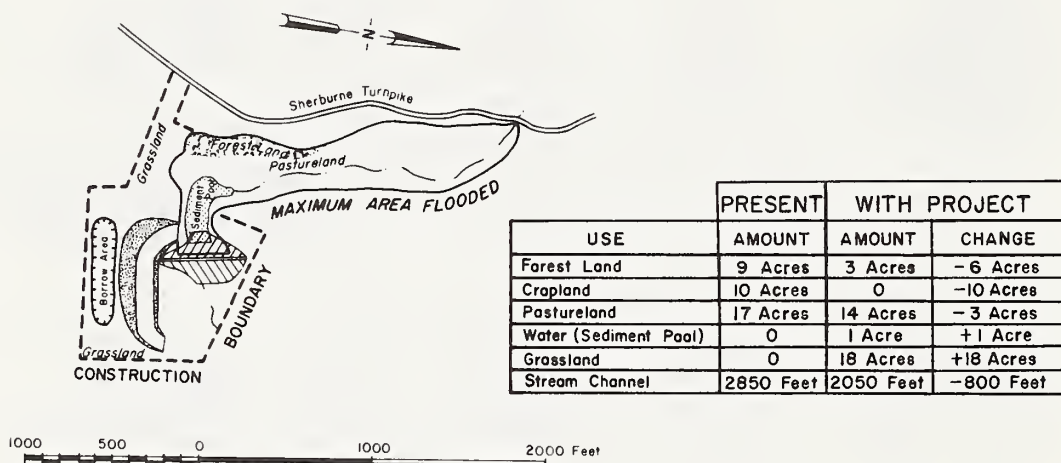 N
Sherburne Turnpike
Forest Land
Pastureland
Grassland
Sediment
Pool
MAXIMUM AREA FLOODED
Borrow Area
BOUNDARY
Grassland
CONSTRUCTION
PRESENT WITH PROJECT
USE AMOUNT AMOUNT CHANGE
Forest Land 9 Acres 3 Acres -6 Acres
Cropland 10 Acres 0 -10 Acres
Pastureland 17 Acres 14 Acres -3 Acres
Water (Sediment Pool) 0 1 Acre +1 Acre
Grassland 0 18 Acres +18 Acres
Stream Channel 2850 Feet 2050 Feet -800 Feet
1000 500 0 1000 2000 Feet